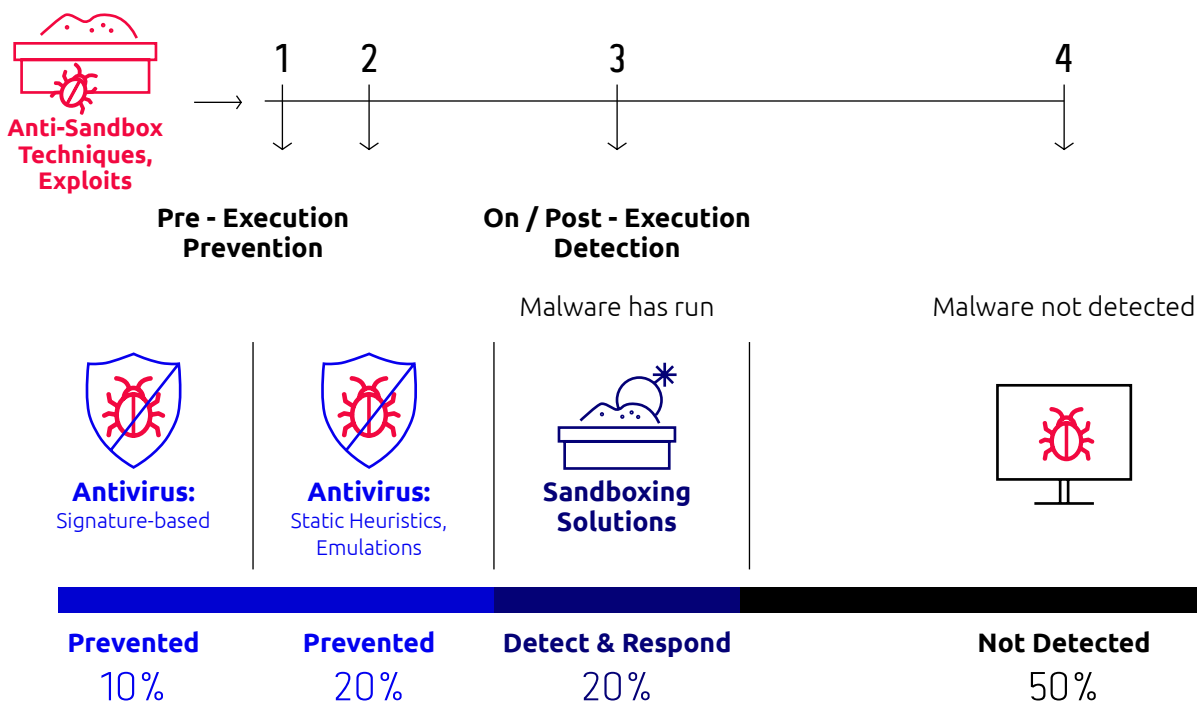 1
2
3
4
Anti-Sandbox
Techniques,
Exploits
Pre - Execution
Prevention
On / Post - Execution
Detection
Malware has run
Malware not detected
Antivirus:
Signature-based
Antivirus:
Static Heuristics,
Emulations
Sandboxing
Solutions
Prevented
10%
Prevented
20%
Detect & Respond
20%
Not Detected
50%